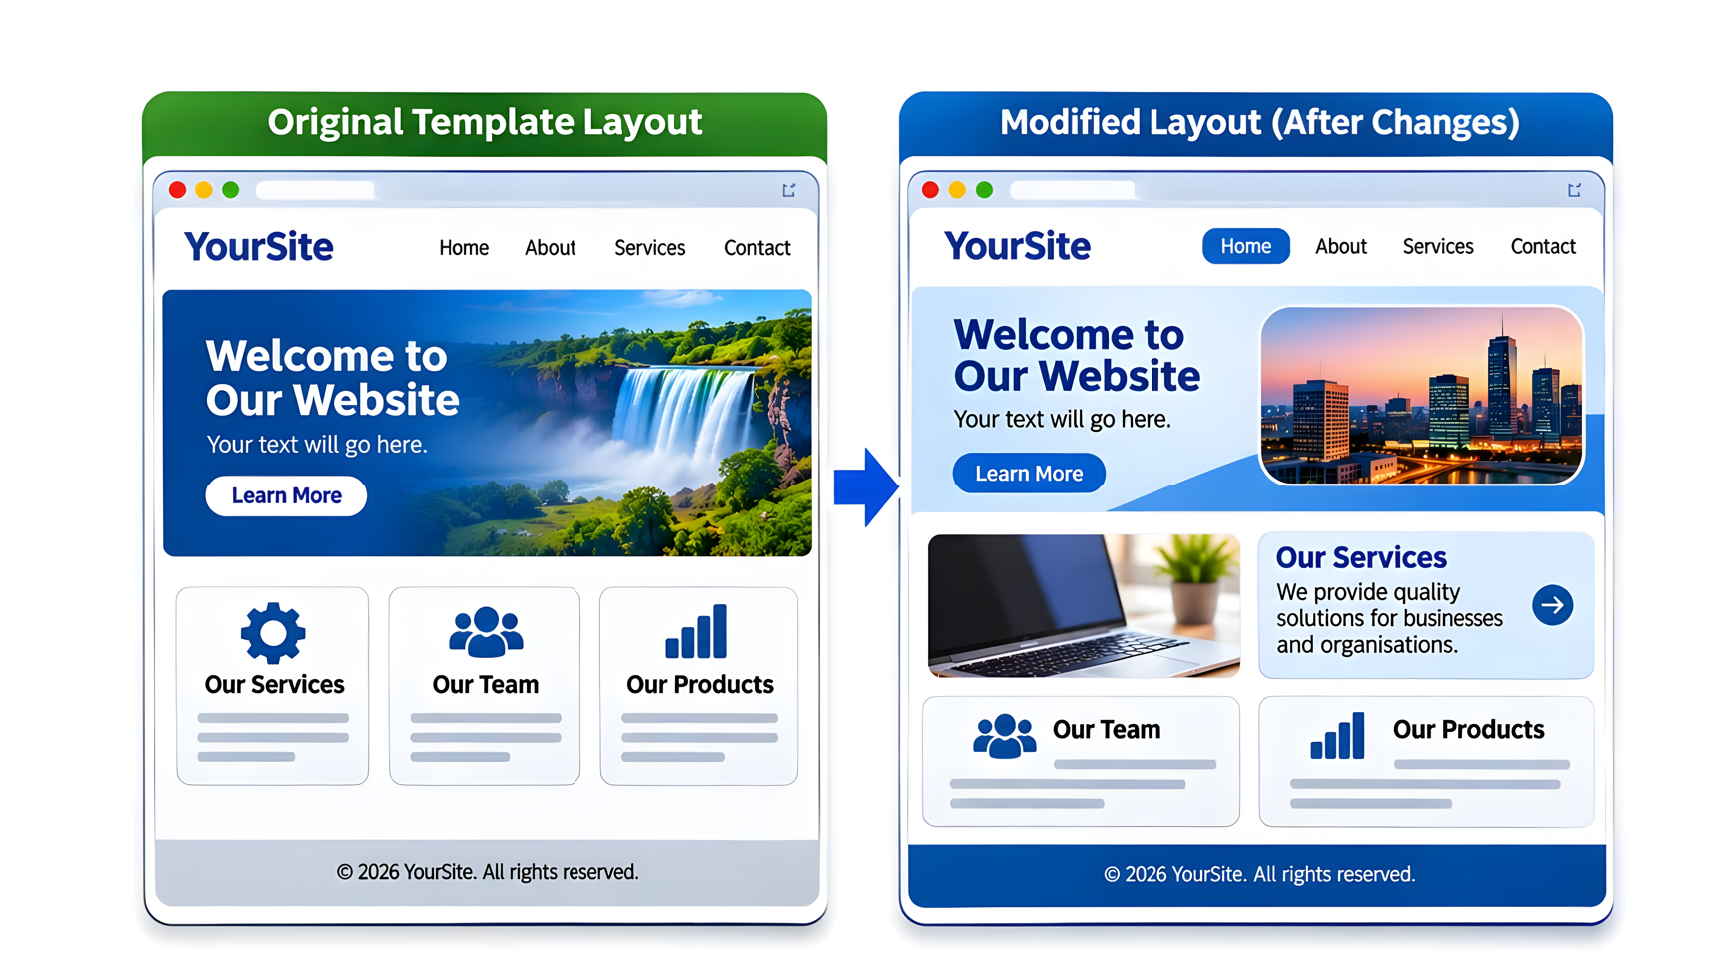 Original Template Layout
YourSite
Home About Services Contact
Welcome to
Our Website
Your text will go here.
Learn More
Our Services
Our Team
Our Products
© 2026 YourSite. All rights reserved.
Modified Layout (After Changes)
YourSite
Home About Services Contact
Welcome to
Our Website
Your text will go here.
Learn More
Our Services
We provide quality
solutions for businesses
and organisations.
Our Team
Our Products
© 2026 YourSite. All rights reserved.